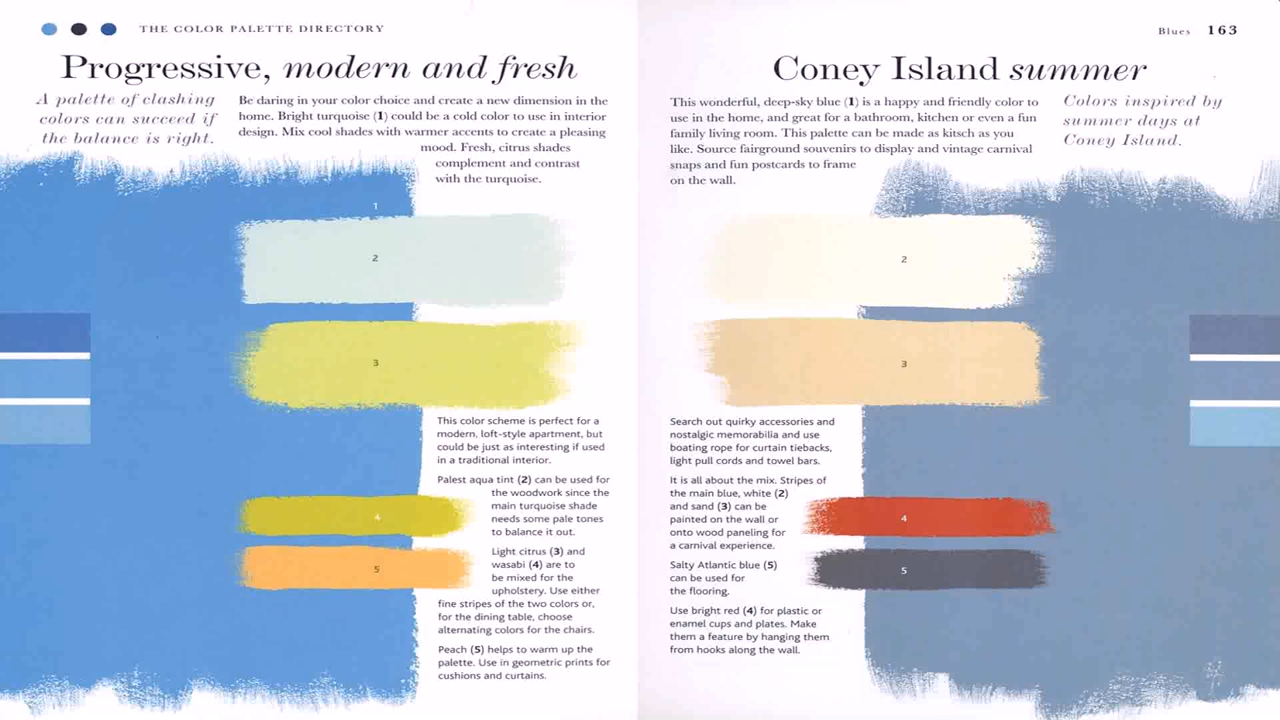 THE COLOR PALETTE DIRECTORY
Progressive, modern and fresh
A palette of clashing
colors can succeed if
the balance is right.
Be daring in your color choice and create a new dimension in the
home. Bright turquoise (1) could be a cold color to use in interior
design. Mix cool shades with warmer accents to create a pleasing
mood. Fresh, citrus shades
complement and contrast
with the turquoise.
1
2
3
This color scheme is perfect for a
modern, loft-style apartment, but
could be just as interesting if used
in a traditional interior.
Palest aqua tint (2) can be used for
the woodwork since the
main turquoise shade
needs some pale tones
to balance it out.
4
Light citrus (3) and
wasabi (4) are to
be mixed for the
upholstery. Use either
fine stripes of the two colors or,
for the dining table, choose
alternating colors for the chairs.
5
Peach (5) helps to warm up the
palette. Use in geometric prints for
cushions and curtains.
Blues 163
Coney Island summer
This wonderful, deep-sky blue (1) is a happy and friendly color to
use in the home, and great for a bathroom, kitchen or even a fun
family living room. This palette can be made as kitsch as you
like. Source fairground souvenirs to display and vintage carnival
snaps and fun postcards to frame
on the wall.
Colors inspired by
summer days at
Coney Island.
2
3
Search out quirky accessories and
nostalgic memorabilia and use
boating rope for curtain tiebacks,
light pull cords and towel bars.
It is all about the mix. Stripes of
the main blue, white (2)
and sand (3) can be
painted on the wall or
onto wood paneling for
a carnival experience.
4
Salty Atlantic blue (5)
can be used for
the flooring.
5
Use bright red (4) for plastic or
enamel cups and plates. Make
them a feature by hanging them
from hooks along the wall.